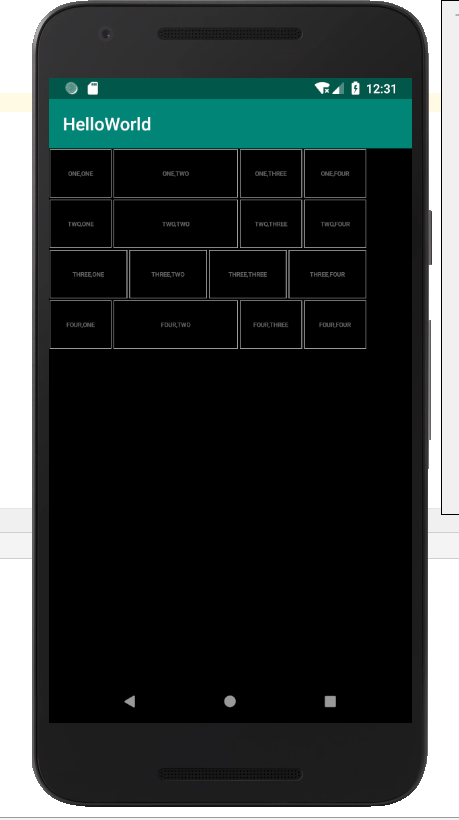 12:31
HelloWorld
ONE,ONE ONE,TWO ONE,THREE ONE,FOUR
TWO,ONE TWO,TWO TWO,THREE TWO,FOUR
THREE,ONE THREE,TWO THREE,THREE THREE,FOUR
FOUR,ONE FOUR,TWO FOUR,THREE FOUR,FOUR